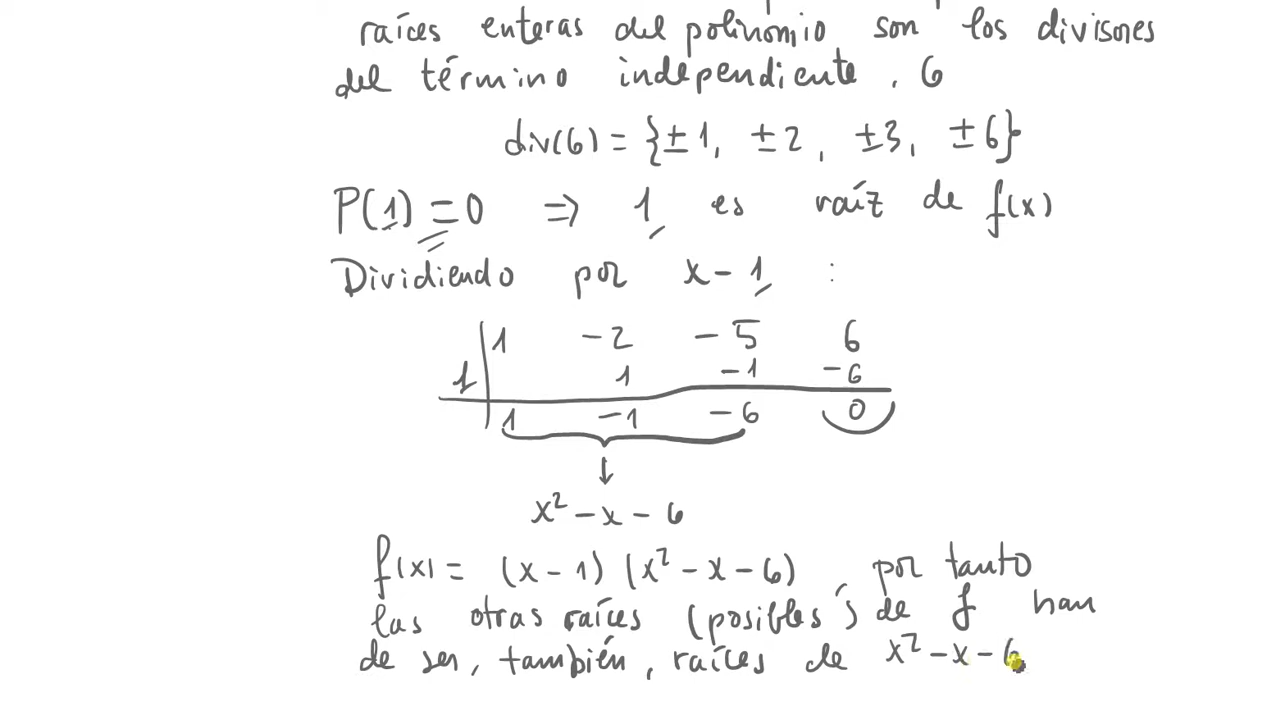 raíces enteras del polinomio son los divisores
del término independiente, 6
div(6) = {±1, ±2, ±3, ±6}
P(1) = 0 ⇒ 1 es raíz de f(x)
Dividiendo por x - 1 :
1 -2 -5 6
1 1 -1 -6
1 -1 -6 0
↓
x² - x - 6
f(x) = (x - 1) (x² - x - 6) por tanto
las otras raíces (posibles) de f han
de ser, también, raíces de x² - x - 6